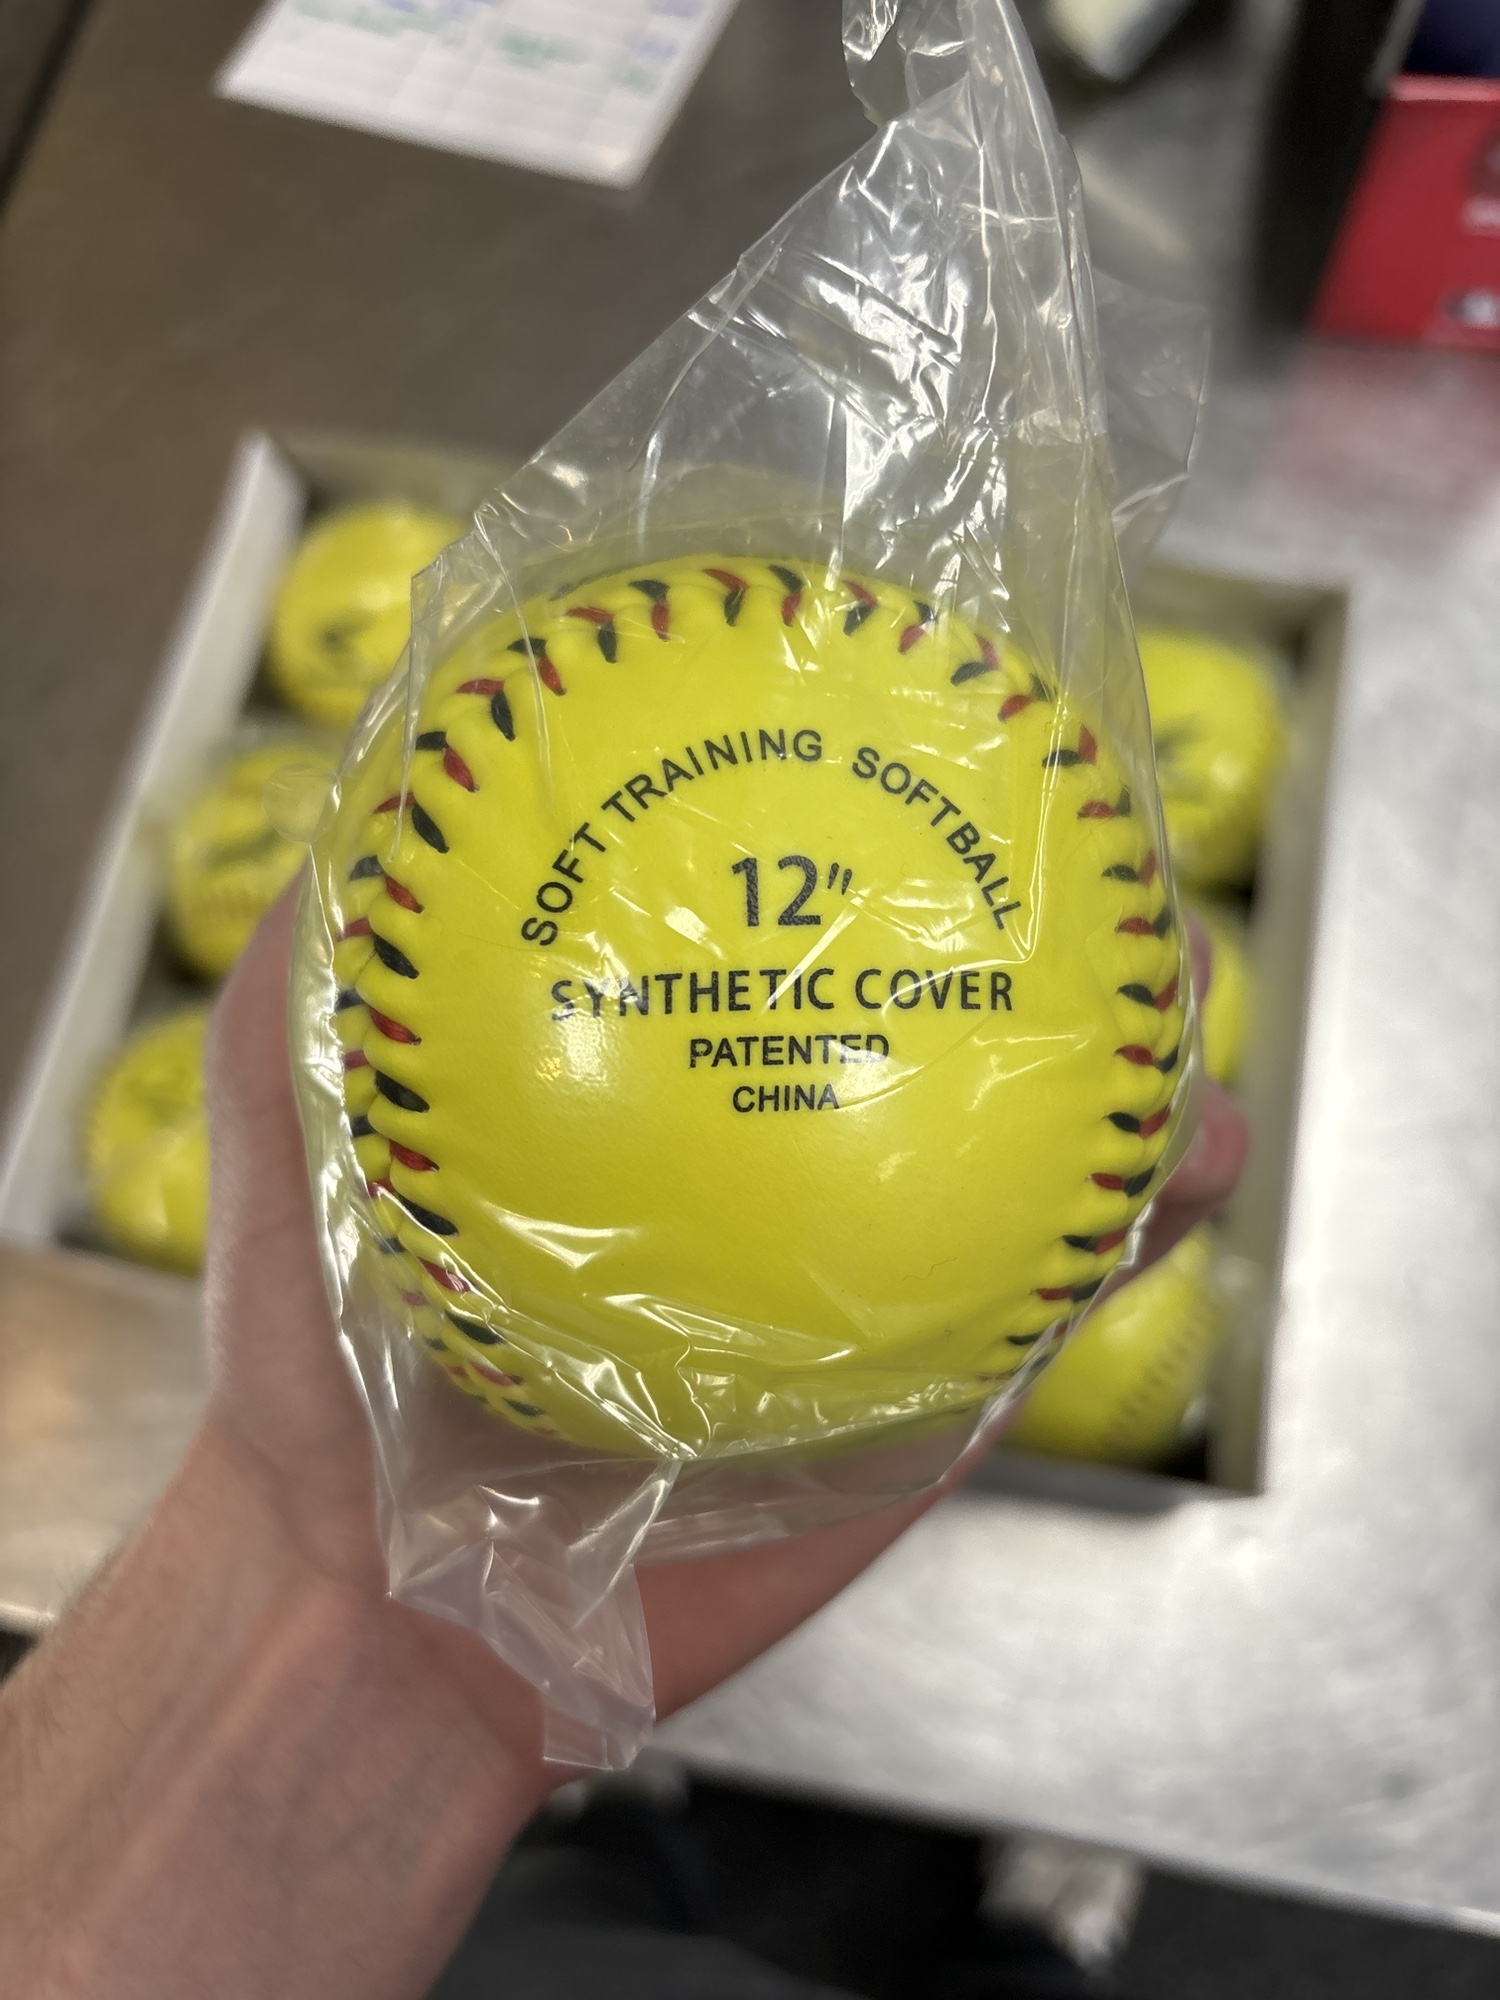 SOFT TRAINING SOFTBALL
12"
SYNTHETIC COVER
PATENTED
CHINA